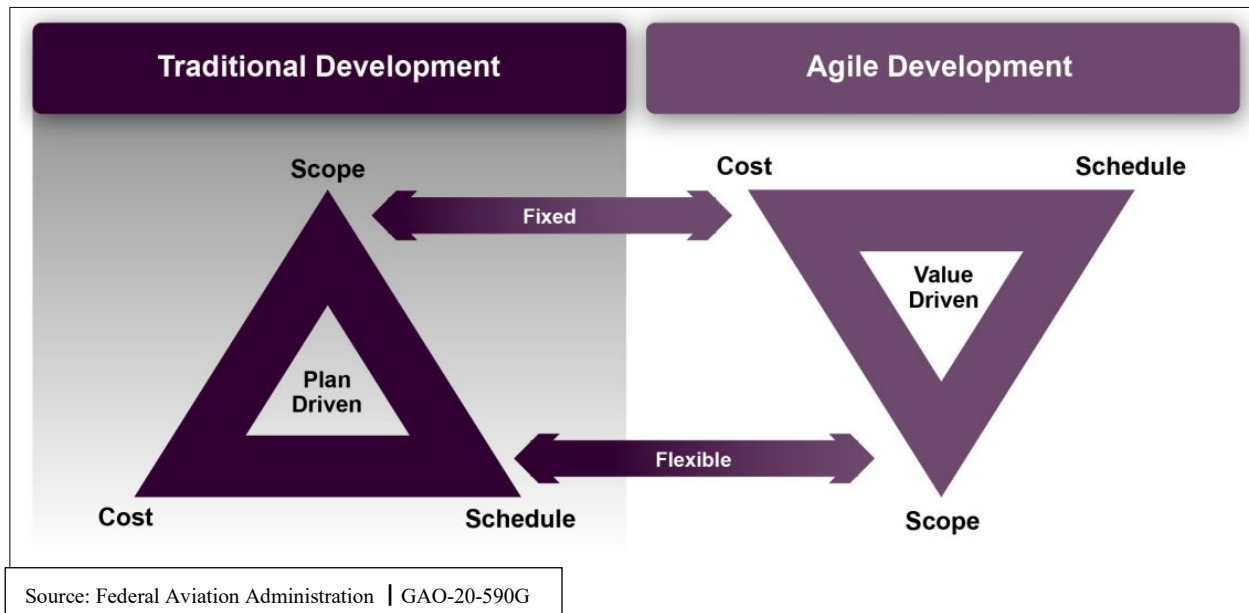 Traditional Development
Agile Development
Scope
Cost
Schedule
Fixed
Value
Driven
Plan
Driven
Flexible
Cost
Schedule
Scope
Source: Federal Aviation Administration | GAO-20-590G